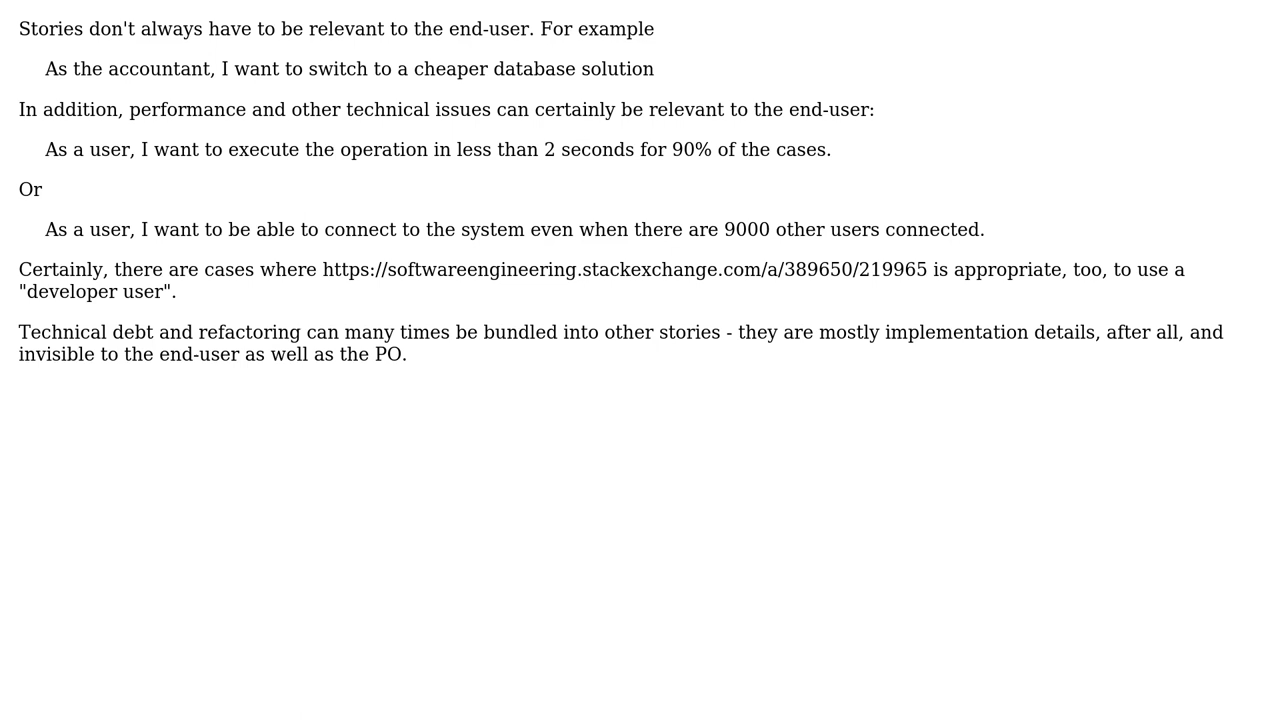 Stories don't always have to be relevant to the end-user. For example
As the accountant, I want to switch to a cheaper database solution
In addition, performance and other technical issues can certainly be relevant to the end-user:
As a user, I want to execute the operation in less than 2 seconds for 90% of the cases.
Or
As a user, I want to be able to connect to the system even when there are 9000 other users connected.
Certainly, there are cases where https://softwareengineering.stackexchange.com/a/389650/219965 is appropriate, too, to use a
"developer user".
Technical debt and refactoring can many times be bundled into other stories - they are mostly implementation details, after all, and
invisible to the end-user as well as the PO.